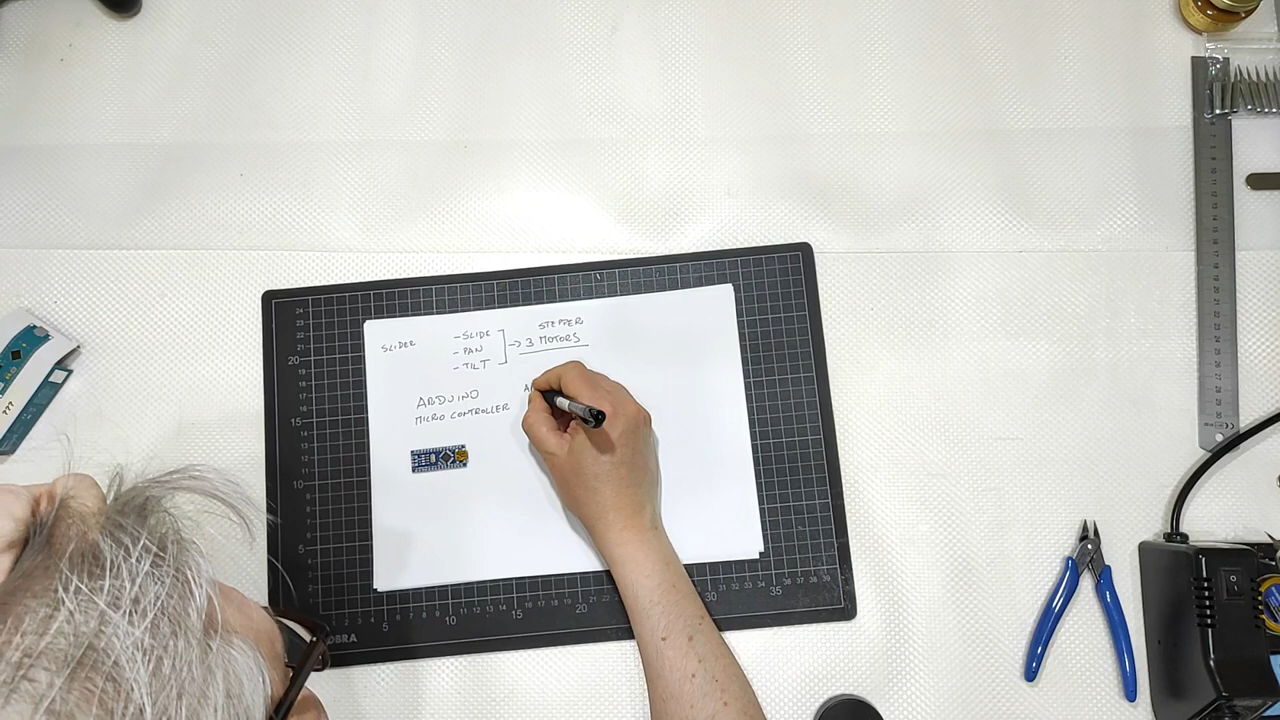 SLIDER
- SLIDE
- PAN
- TILT
STEPPER
→ 3 MOTORS
ARDUINO
MICRO CONTROLLER
A
???